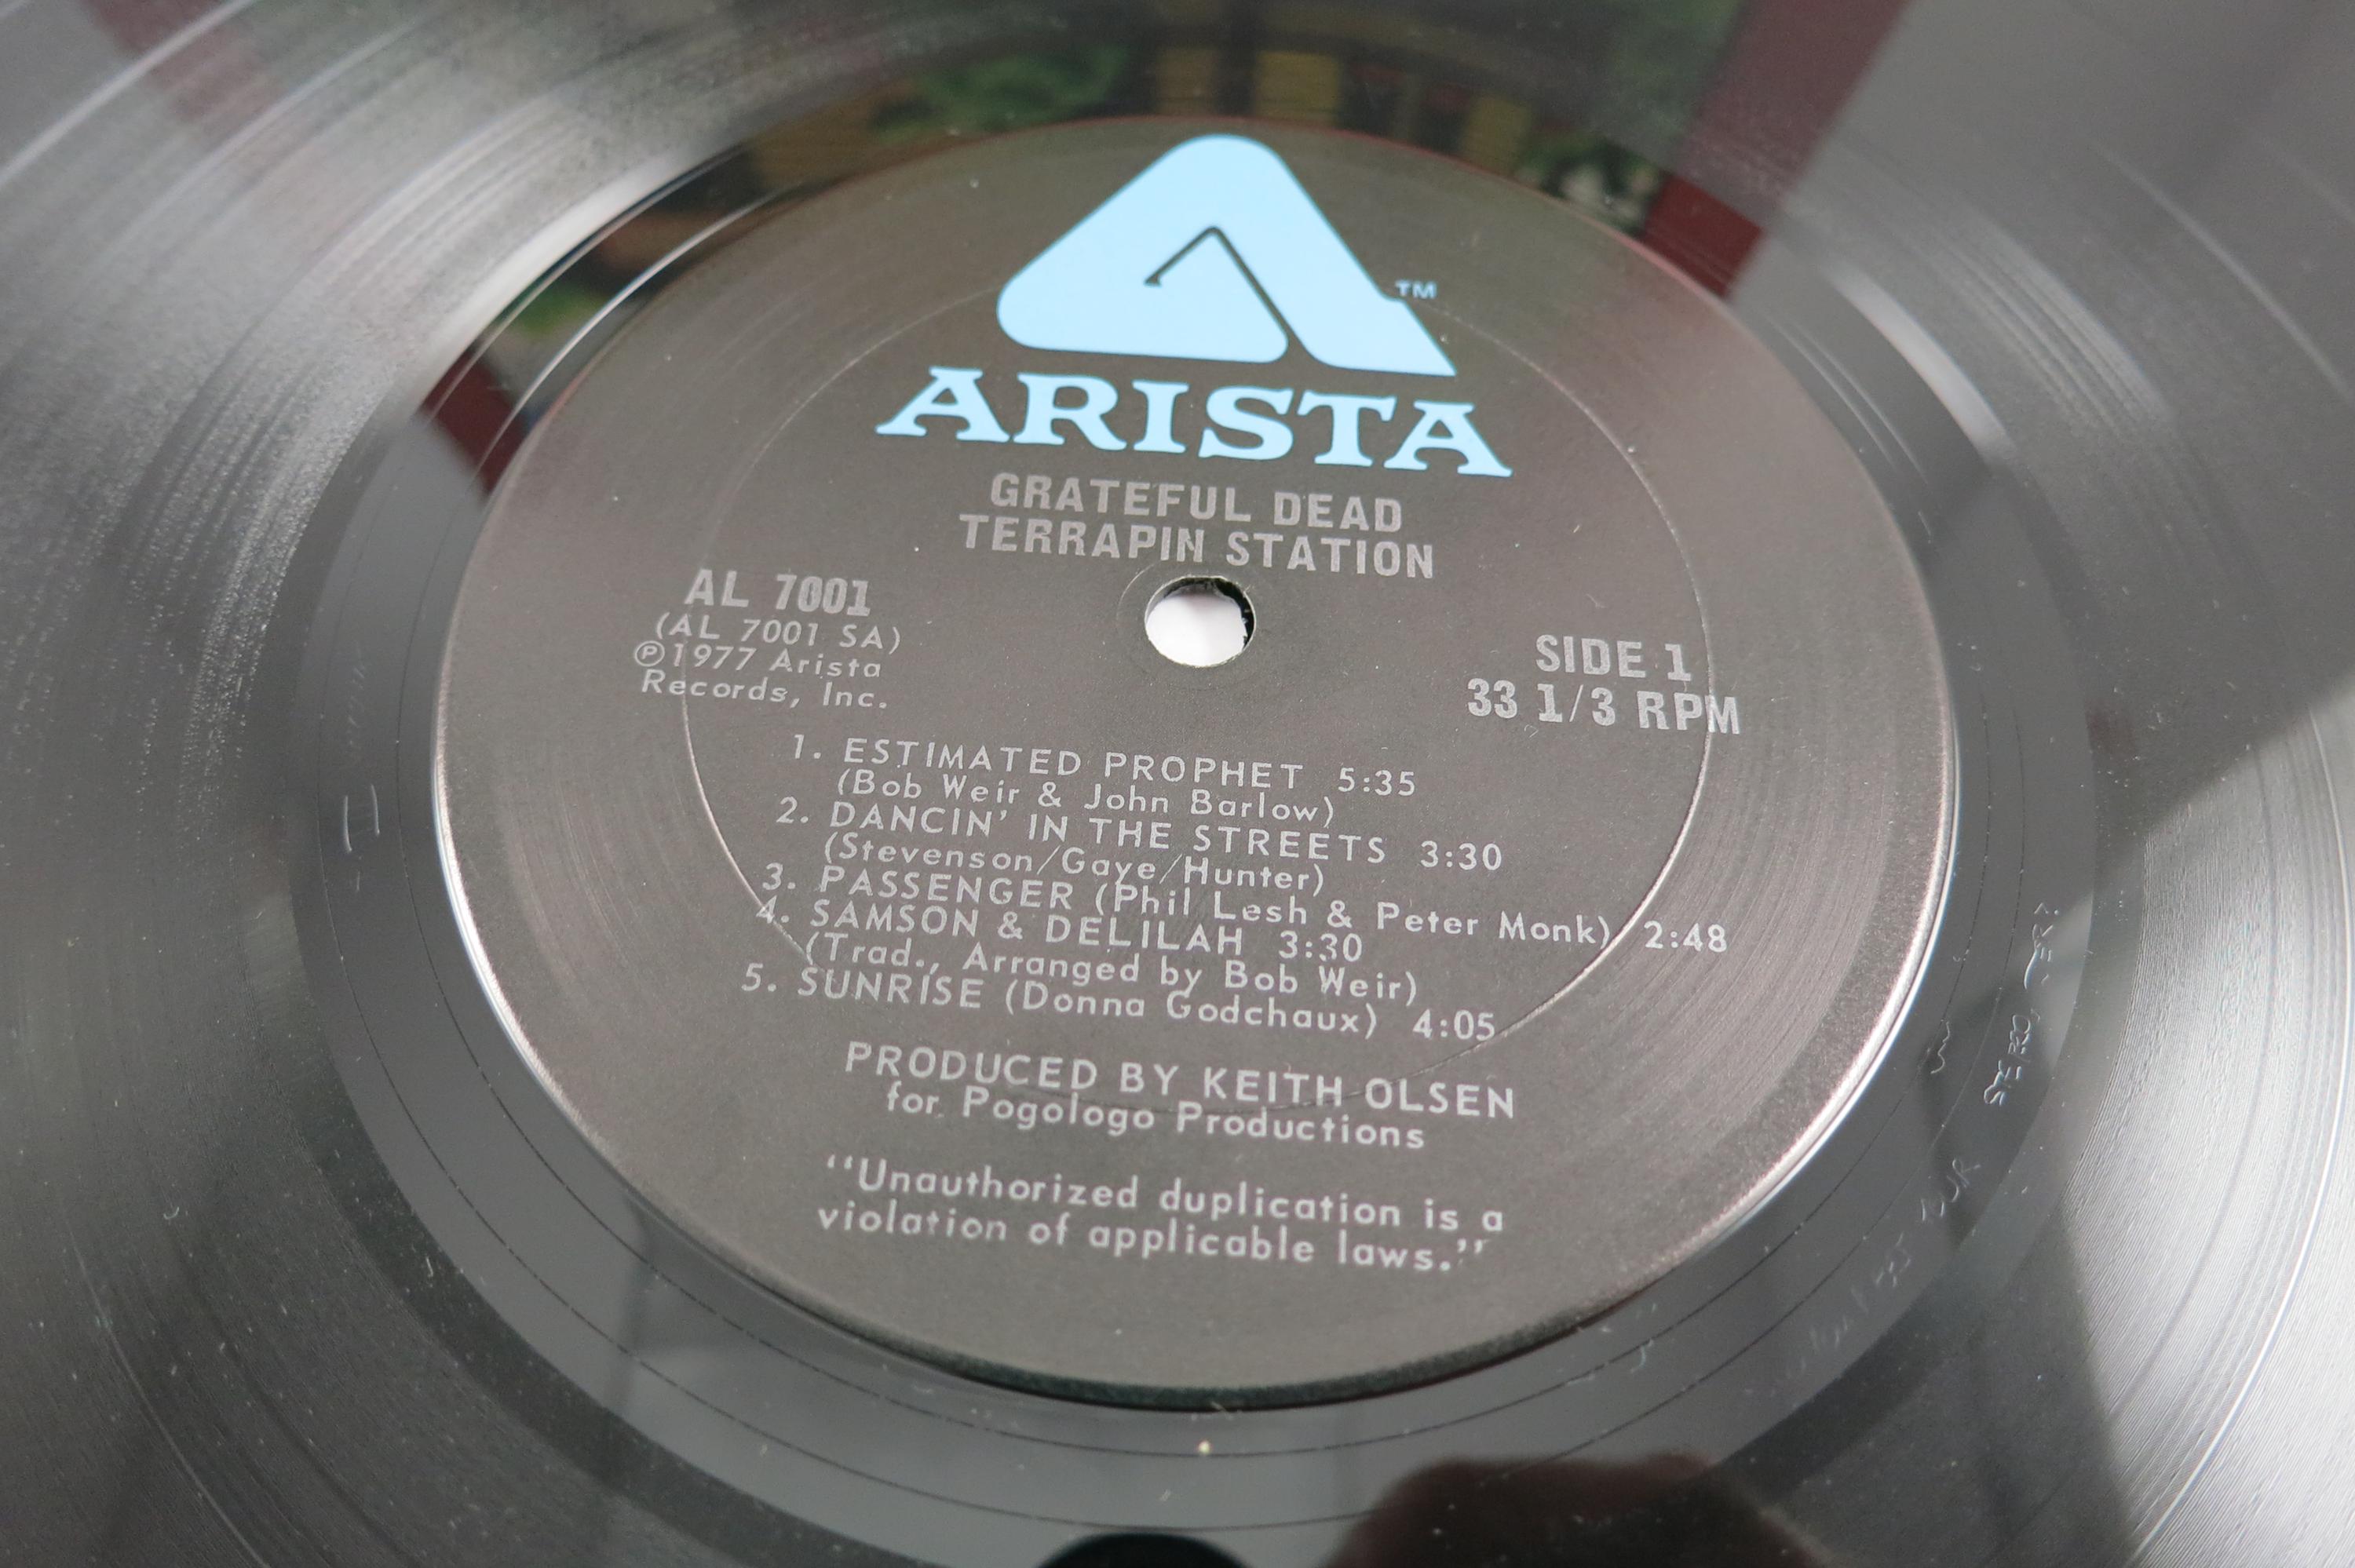 ™
ARISTA
GRATEFUL DEAD
TERRAPIN STATION
AL 7001
(AL 7001 SA)
Ⓟ1977 Arista
Records, Inc.
SIDE 1
33 1/3 RPM
1. ESTIMATED PROPHET 5:35
(Bob Weir & John Barlow)
2. DANCIN' IN THE STREETS 3:30
(Stevenson/Gaye/Hunter)
3. PASSENGER (Phil Lesh & Peter Monk) 2:48
4. SAMSON & DELILAH 3:30
(Trad., Arranged by Bob Weir)
5. SUNRISE (Donna Godchaux) 4:05
PRODUCED BY KEITH OLSEN
for Pogologo Productions
“Unauthorized duplication is a
violation of applicable laws.”